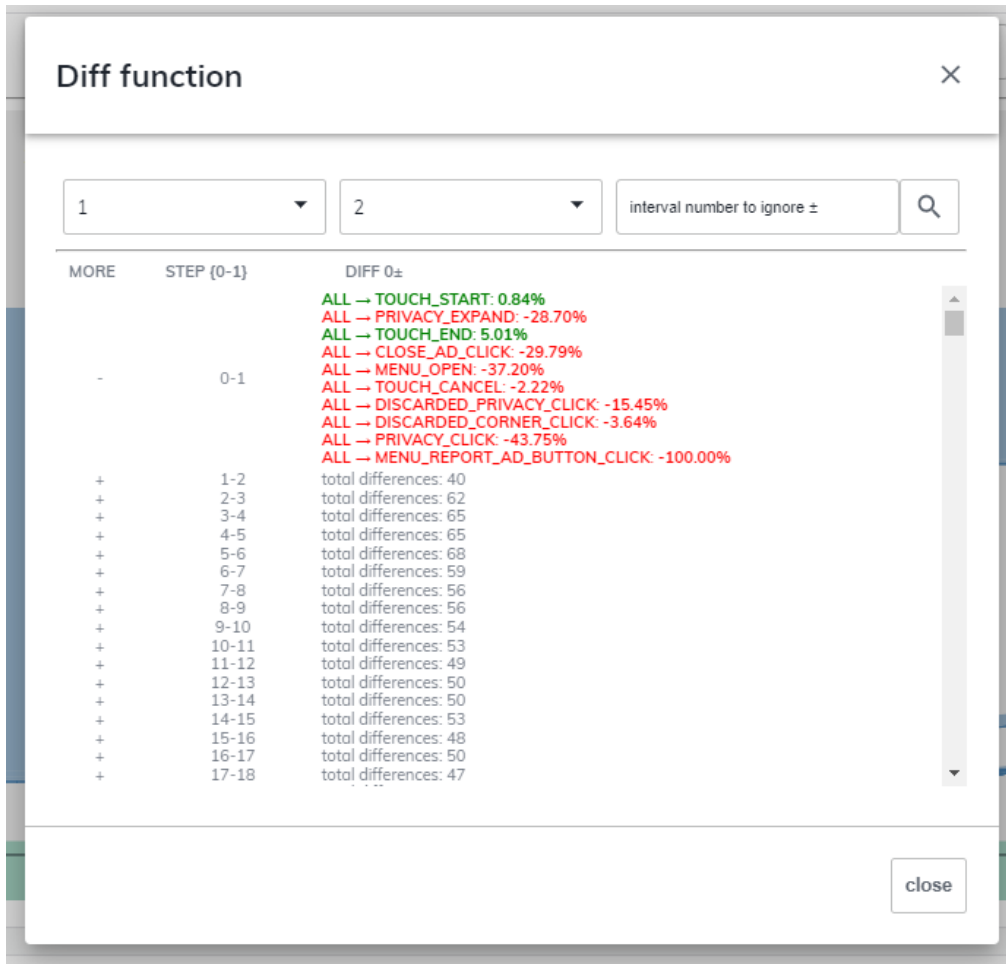 Diff function
1
2
interval number to ignore ±
MORE STEP {0-1} DIFF 0±
ALL → TOUCH_START: 0.84%
ALL → PRIVACY_EXPAND: -28.70%
ALL → TOUCH_END: 5.01%
ALL → CLOSE_AD_CLICK: -29.79%
ALL → MENU_OPEN: -37.20%
- 0-1
ALL → TOUCH_CANCEL: -2.22%
ALL → DISCARDED_PRIVACY_CLICK: -15.45%
ALL → DISCARDED_CORNER_CLICK: -3.64%
ALL → PRIVACY_CLICK: -43.75%
ALL → MENU_REPORT_AD_BUTTON_CLICK: -100.00%
+ 1-2 total differences: 40
+ 2-3 total differences: 62
+ 3-4 total differences: 65
+ 4-5 total differences: 65
+ 5-6 total differences: 68
+ 6-7 total differences: 59
+ 7-8 total differences: 56
+ 8-9 total differences: 56
+ 9-10 total differences: 54
+ 10-11 total differences: 53
+ 11-12 total differences: 49
+ 12-13 total differences: 50
+ 13-14 total differences: 50
+ 14-15 total differences: 53
+ 15-16 total differences: 48
+ 16-17 total differences: 50
+ 17-18 total differences: 47
close